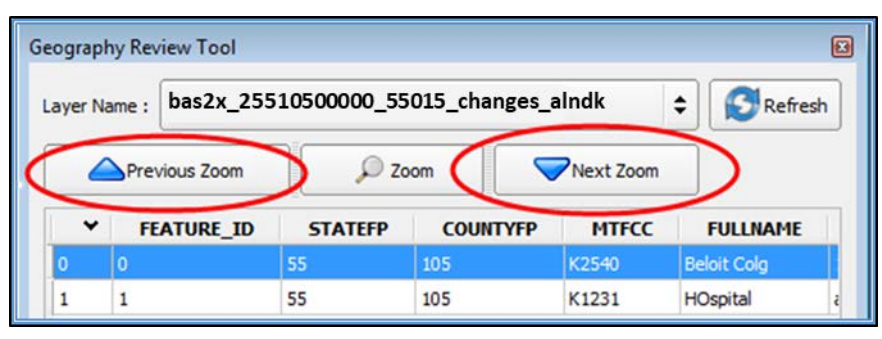 Geography Review Tool
Layer Name : bas2x_25510500000_55015_changes_alndk Refresh
Previous Zoom Zoom Next Zoom
FEATURE_ID STATEFP COUNTYFP MTFCC FULLNAME
0 0 55 105 K2540 Beloit Colg
1 1 55 105 K1231 HOspital